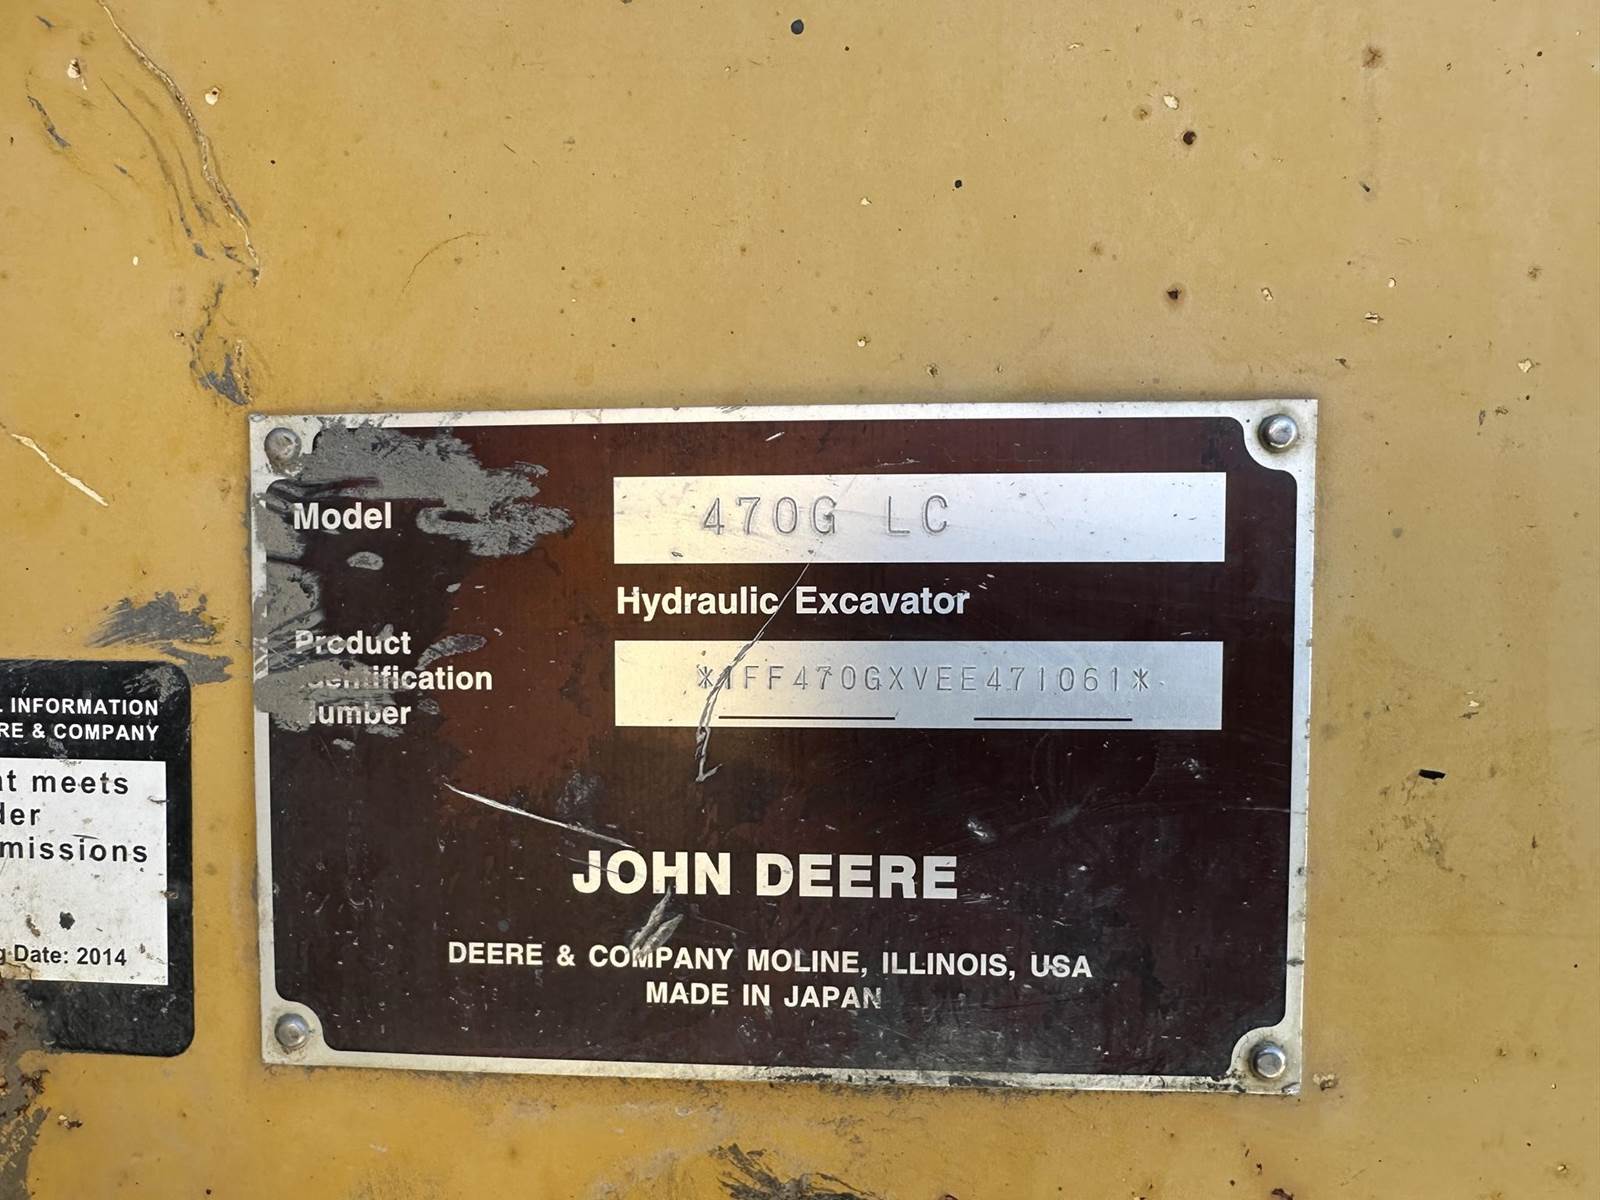 Model 470G LC
Hydraulic Excavator
Product
Identification
Number
*1FF470GXVEE471061*
JOHN DEERE
DEERE & COMPANY MOLINE, ILLINOIS, USA
MADE IN JAPAN
INFORMATION
RE & COMPANY
at meets
der
missions
g Date: 2014